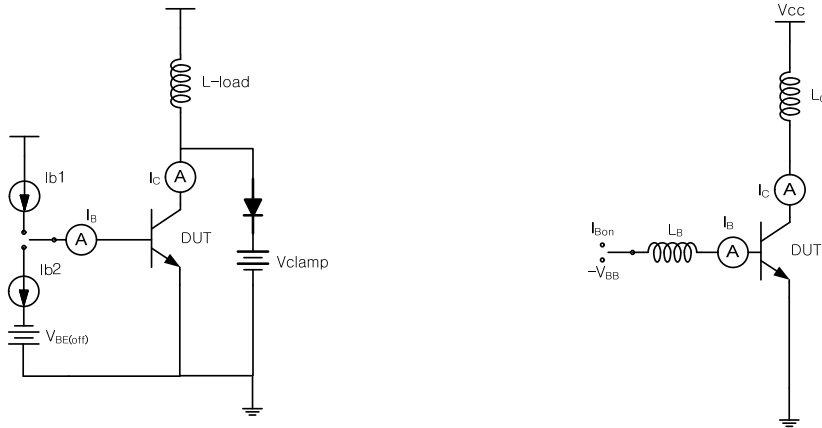 L-load
Ib1
IC
A
IB
A
DUT
Ib2
Vclamp
VBE(off)
Vcc
IC
A
IBon
LB
IB
A
DUT
-VBB